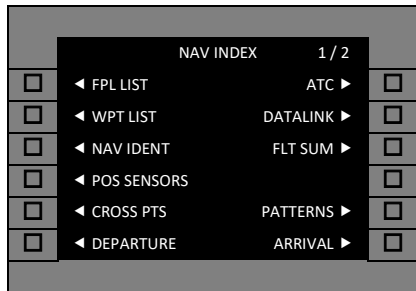 NAV INDEX 1 / 2
◄ FPL LIST ATC ►
◄ WPT LIST DATALINK ►
◄ NAV IDENT FLT SUM ►
◄ POS SENSORS
◄ CROSS PTS PATTERNS ►
◄ DEPARTURE ARRIVAL ►